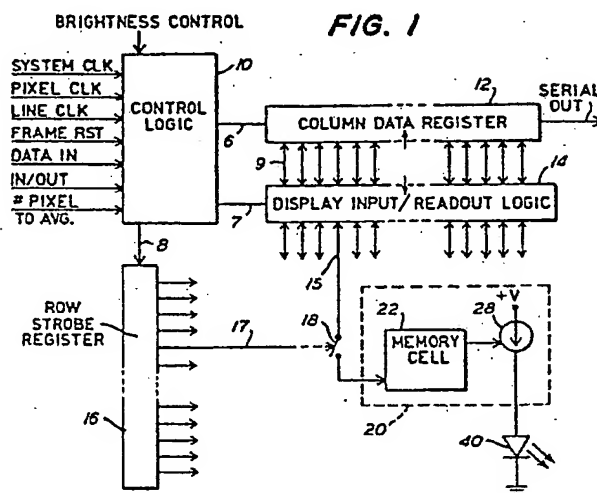 BRIGHTNESS CONTROL
FIG. 1
SYSTEM CLK
PIXEL CLK
LINE CLK
FRAME RST
DATA IN
IN/OUT
# PIXEL
TO AVG.
10
CONTROL
LOGIC
6
7
8
12
COLUMN DATA REGISTER
SERIAL
OUT
9
14
DISPLAY INPUT/READOUT LOGIC
15
ROW
STROBE
REGISTER
16
17
18
22
MEMORY
CELL
+V
28
20
40